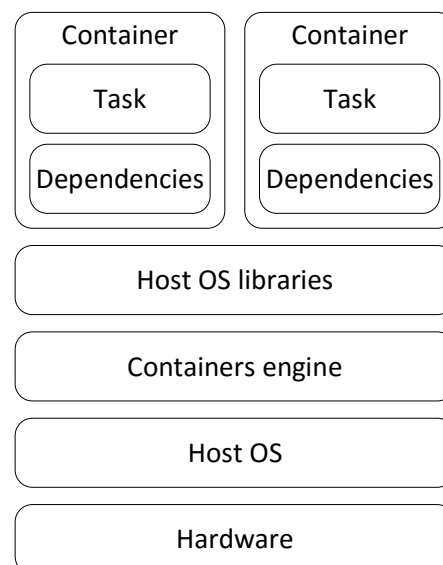 Container
Container
Task
Task
Dependencies
Dependencies
Host OS libraries
Containers engine
Host OS
Hardware